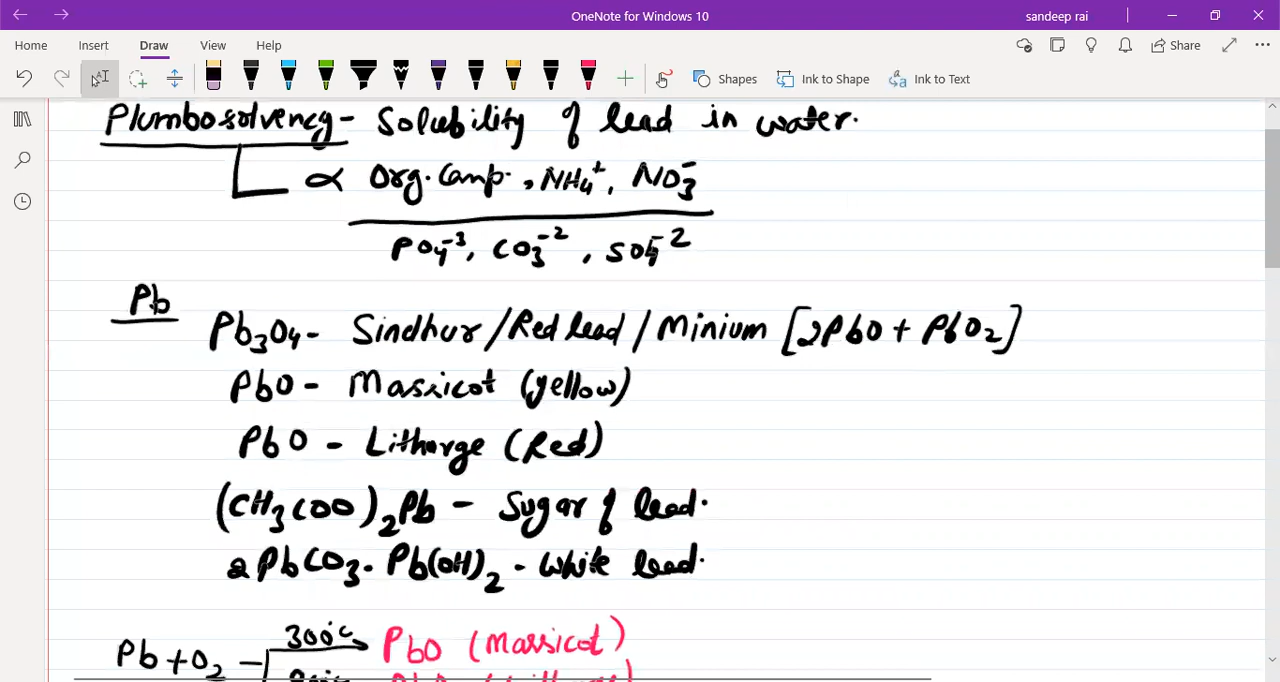 OneNote for Windows 10
sandeep rai
Home Insert Draw View Help
Share
Shapes Ink to Shape Ink to Text
Plumbosolvency - Solubility of lead in water.
∝ Org. Comp., NH4+, NO3-
PO4-3, CO3-2, SO4-2
Pb
Pb3O4 - Sindhur/Red lead/Minium [2PbO + PbO2]
PbO - Massicot (yellow)
PbO - Litharge (Red)
(CH3COO)2Pb - Sugar of lead.
2PbCO3. Pb(OH)2 - White lead.
Pb + O2 300°C PbO (Massicot)